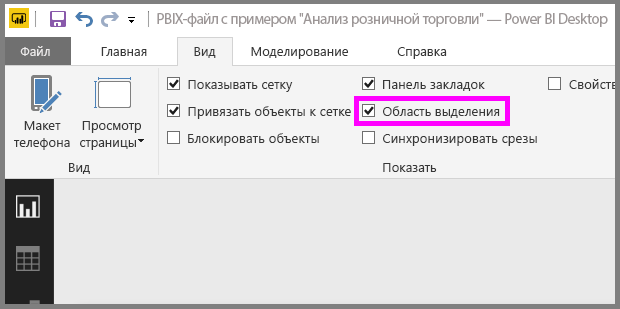 PBIX-файл с примером "Анализ розничной торговли" — Power BI Desktop
Файл Главная Вид Моделирование Справка
Показывать сетку Панель закладок Свойств
Привязать объекты к сетке Область выделения
Макет телефона Просмотр страницы
Блокировать объекты Синхронизировать срезы
Вид Показать